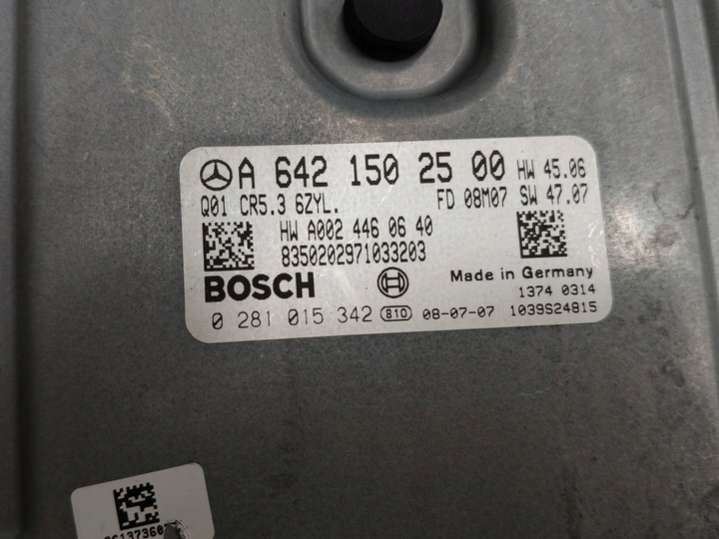 A 642 150 25 00 HW 45.06
Q01 CR5.3 6ZYL. FD 08M07 SW 47.07
HW A002 446 06 40
8350202971033203
BOSCH Made in Germany
1374 0314
0 281 015 342 810 08-07-07 1039S24815